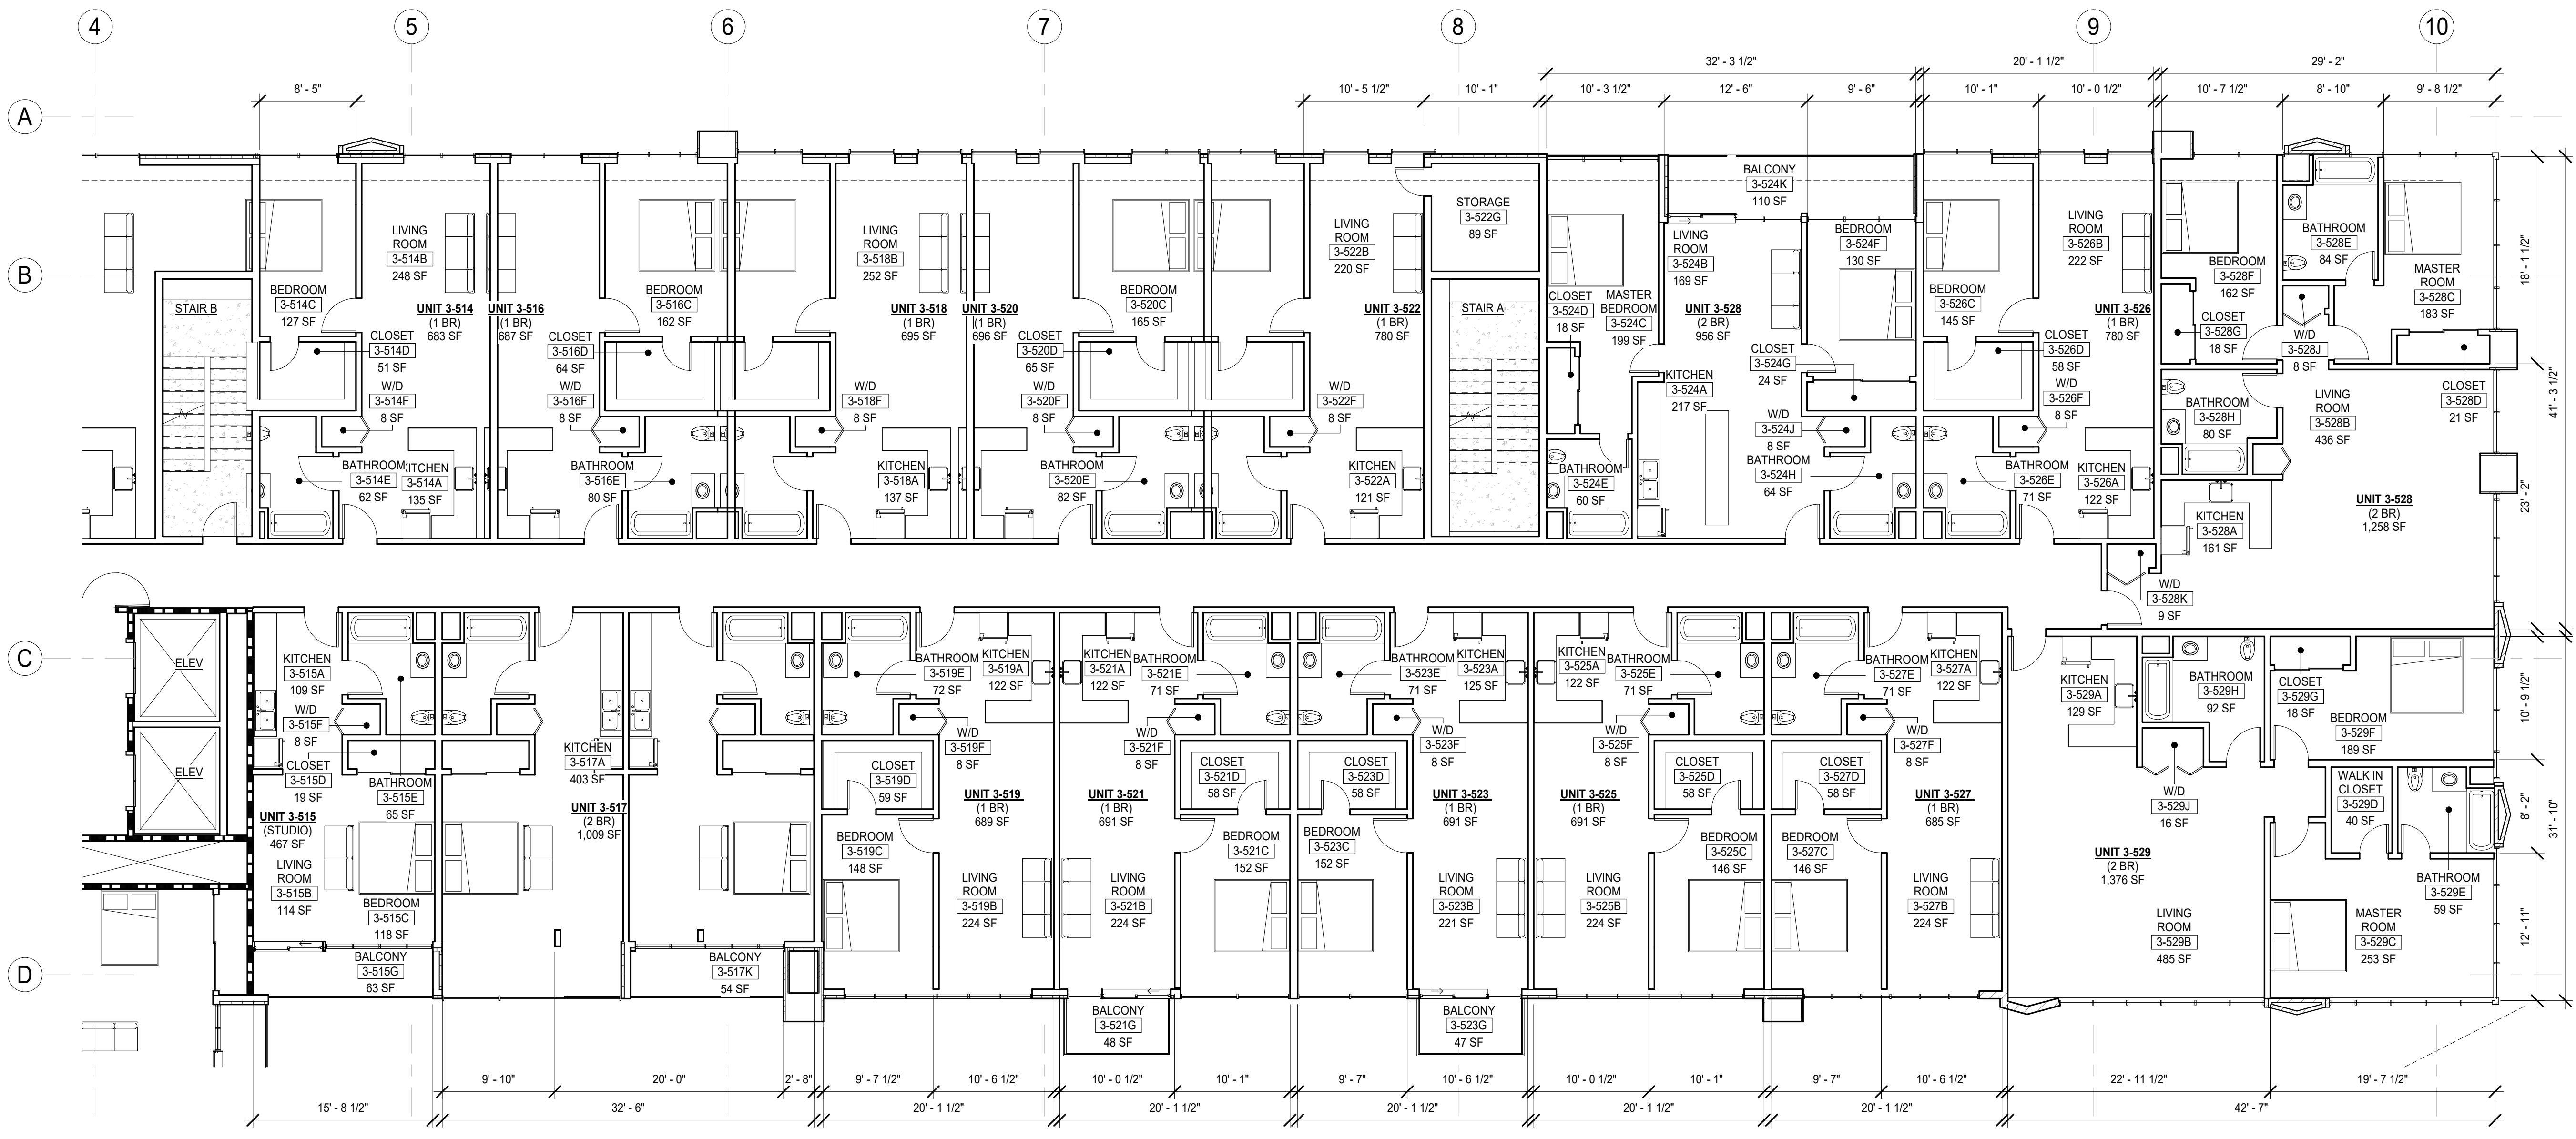 4
5
6
7
8
9
10
A
B
C
D
32' - 3 1/2"
20' - 1 1/2"
29' - 2"
8' - 5"
10' - 5 1/2"
10' - 1"
10' - 3 1/2"
12' - 6"
9' - 6"
10' - 1"
10' - 0 1/2"
10' - 7 1/2"
8' - 10"
9' - 8 1/2"
STAIR B
BEDROOM
3-514C
127 SF
LIVING
ROOM
3-514B
248 SF
UNIT 3-514
(1 BR)
683 SF
CLOSET
3-514D
51 SF
W/D
3-514F
8 SF
BATHROOM
3-514E
62 SF
KITCHEN
3-514A
135 SF
UNIT 3-516
(1 BR)
687 SF
BEDROOM
3-516C
162 SF
CLOSET
3-516D
64 SF
W/D
3-516F
8 SF
BATHROOM
3-516E
80 SF
LIVING
ROOM
3-518B
252 SF
UNIT 3-518
(1 BR)
695 SF
W/D
3-518F
8 SF
KITCHEN
3-518A
137 SF
UNIT 3-520
(1 BR)
696 SF
BEDROOM
3-520C
165 SF
CLOSET
3-520D
65 SF
W/D
3-520F
8 SF
BATHROOM
3-520E
82 SF
LIVING
ROOM
3-522B
220 SF
UNIT 3-522
(1 BR)
780 SF
W/D
3-522F
8 SF
KITCHEN
3-522A
121 SF
STORAGE
3-522G
89 SF
STAIR A
CLOSET
3-524D
18 SF
MASTER
BEDROOM
3-524C
199 SF
BATHROOM
3-524E
60 SF
BALCONY
3-524K
110 SF
LIVING
ROOM
3-524B
169 SF
UNIT 3-528
(2 BR)
956 SF
KITCHEN
3-524A
217 SF
BEDROOM
3-524F
130 SF
CLOSET
3-524G
24 SF
W/D
3-524J
8 SF
BATHROOM
3-524H
64 SF
BEDROOM
3-526C
145 SF
LIVING
ROOM
3-526B
222 SF
UNIT 3-526
(1 BR)
780 SF
CLOSET
3-526D
58 SF
W/D
3-526F
8 SF
BATHROOM
3-526E
71 SF
KITCHEN
3-526A
122 SF
BEDROOM
3-528F
162 SF
CLOSET
3-528G
18 SF
BATHROOM
3-528E
84 SF
W/D
3-528J
8 SF
MASTER
ROOM
3-528C
183 SF
CLOSET
3-528D
21 SF
BATHROOM
3-528H
80 SF
LIVING
ROOM
3-528B
436 SF
UNIT 3-528
(2 BR)
1,258 SF
KITCHEN
3-528A
161 SF
W/D
3-528K
9 SF
18' - 1 1/2"
41' - 3 1/2"
23' - 2"
10' - 9 1/2"
8' - 2"
31' - 10"
12' - 11"
ELEV
ELEV
KITCHEN
3-515A
109 SF
W/D
3-515F
8 SF
CLOSET
3-515D
19 SF
BATHROOM
3-515E
65 SF
UNIT 3-515
(STUDIO)
467 SF
LIVING
ROOM
3-515B
114 SF
BEDROOM
3-515C
118 SF
BALCONY
3-515G
63 SF
KITCHEN
3-517A
403 SF
UNIT 3-517
(2 BR)
1,009 SF
BALCONY
3-517K
54 SF
BATHROOM
3-519E
72 SF
KITCHEN
3-519A
122 SF
W/D
3-519F
8 SF
CLOSET
3-519D
59 SF
UNIT 3-519
(1 BR)
689 SF
BEDROOM
3-519C
148 SF
LIVING
ROOM
3-519B
224 SF
KITCHEN
3-521A
122 SF
BATHROOM
3-521E
71 SF
W/D
3-521F
8 SF
CLOSET
3-521D
58 SF
UNIT 3-521
(1 BR)
691 SF
BEDROOM
3-521C
152 SF
LIVING
ROOM
3-521B
224 SF
BALCONY
3-521G
48 SF
BATHROOM
3-523E
71 SF
KITCHEN
3-523A
125 SF
W/D
3-523F
8 SF
CLOSET
3-523D
58 SF
UNIT 3-523
(1 BR)
691 SF
BEDROOM
3-523C
152 SF
LIVING
ROOM
3-523B
221 SF
BALCONY
3-523G
47 SF
KITCHEN
3-525A
122 SF
BATHROOM
3-525E
71 SF
W/D
3-525F
8 SF
CLOSET
3-525D
58 SF
UNIT 3-525
(1 BR)
691 SF
BEDROOM
3-525C
146 SF
LIVING
ROOM
3-525B
224 SF
BATHROOM
3-527E
71 SF
KITCHEN
3-527A
122 SF
W/D
3-527F
8 SF
CLOSET
3-527D
58 SF
UNIT 3-527
(1 BR)
685 SF
BEDROOM
3-527C
146 SF
LIVING
ROOM
3-527B
224 SF
KITCHEN
3-529A
129 SF
BATHROOM
3-529H
92 SF
CLOSET
3-529G
18 SF
BEDROOM
3-529F
189 SF
W/D
3-529J
16 SF
WALK IN
CLOSET
3-529D
40 SF
BATHROOM
3-529E
59 SF
UNIT 3-529
(2 BR)
1,376 SF
LIVING
ROOM
3-529B
485 SF
MASTER
ROOM
3-529C
253 SF
9' - 10"
20' - 0"
2' - 8"
9' - 7 1/2"
10' - 6 1/2"
10' - 0 1/2"
10' - 1"
9' - 7"
10' - 6 1/2"
10' - 0 1/2"
10' - 1"
9' - 7"
10' - 6 1/2"
22' - 11 1/2"
19' - 7 1/2"
15' - 8 1/2"
32' - 6"
20' - 1 1/2"
20' - 1 1/2"
20' - 1 1/2"
20' - 1 1/2"
20' - 1 1/2"
42' - 7"